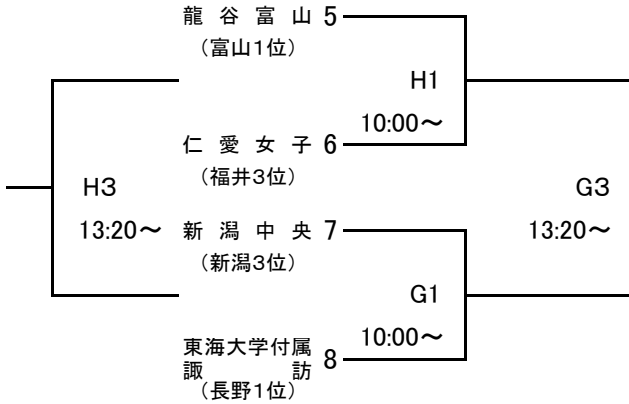 龍谷富山 5
（富山1位）
H1
10:00～
仁愛女子 6
（福井3位）
H3
13:20～
G3
13:20～
新潟中央 7
（新潟3位）
G1
10:00～
東海大学付属
諏訪 8
（長野1位）